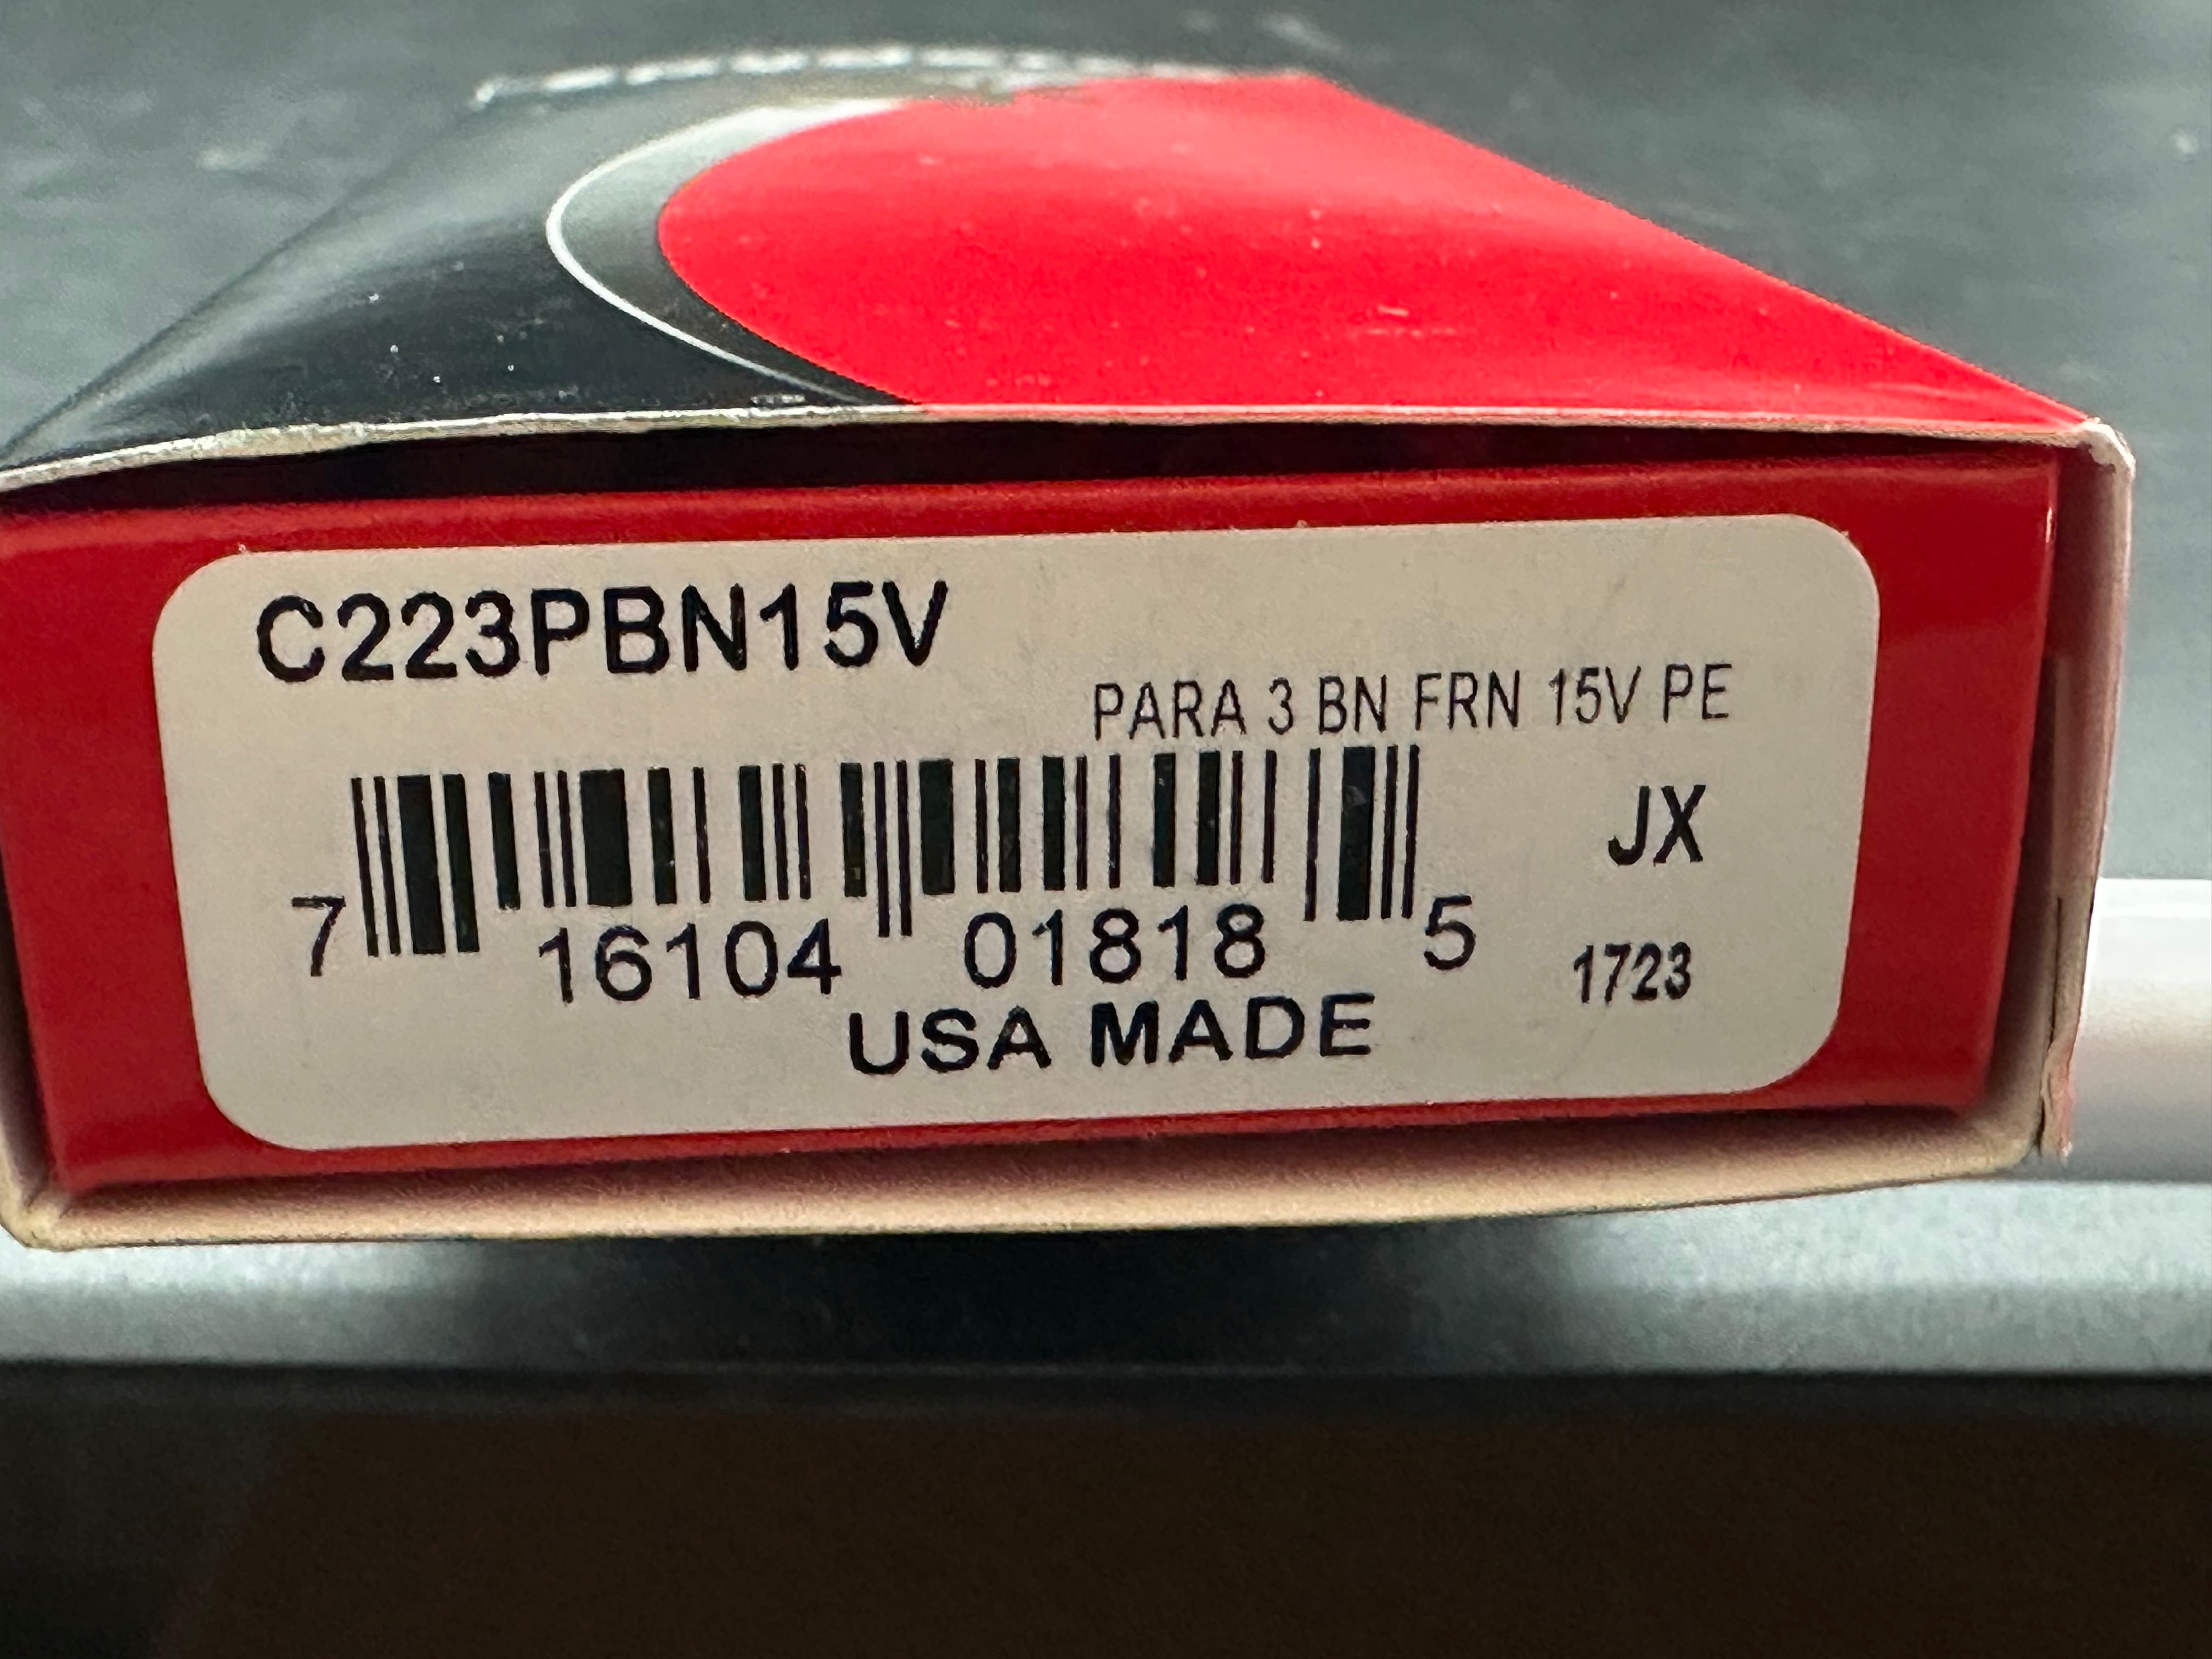 C223PBN15V
PARA 3 BN FRN 15V PE
JX
7 16104 01818 5
1723
USA MADE